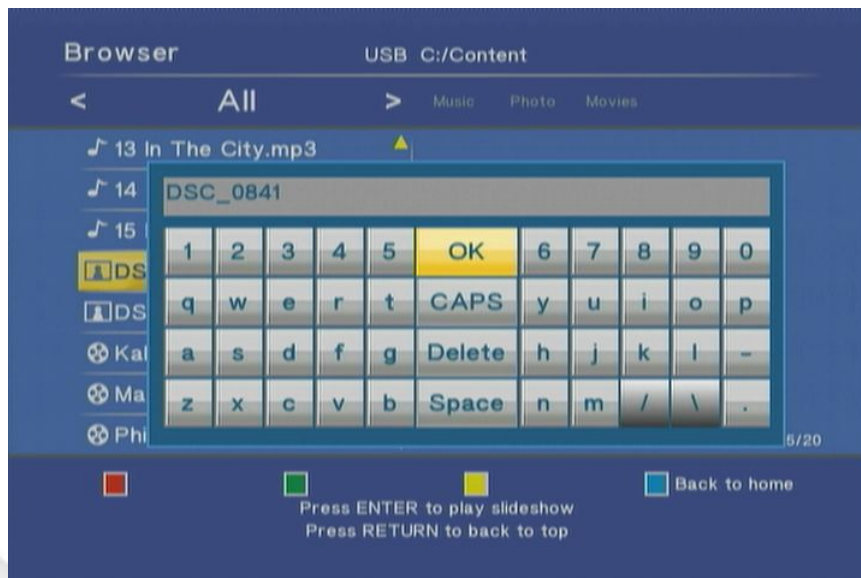 Browser USB C:/Content
< All > Music Photo Movies
13 In The City.mp3
14
15
DS
DS
Kal
Ma
Phi
DSC_0841
1 2 3 4 5 OK 6 7 8 9 0
q w e r t CAPS y u i o p
a s d f g Delete h j k l -
z x c v b Space n m / \ .
5/20
Back to home
Press ENTER to play slideshow
Press RETURN to back to top